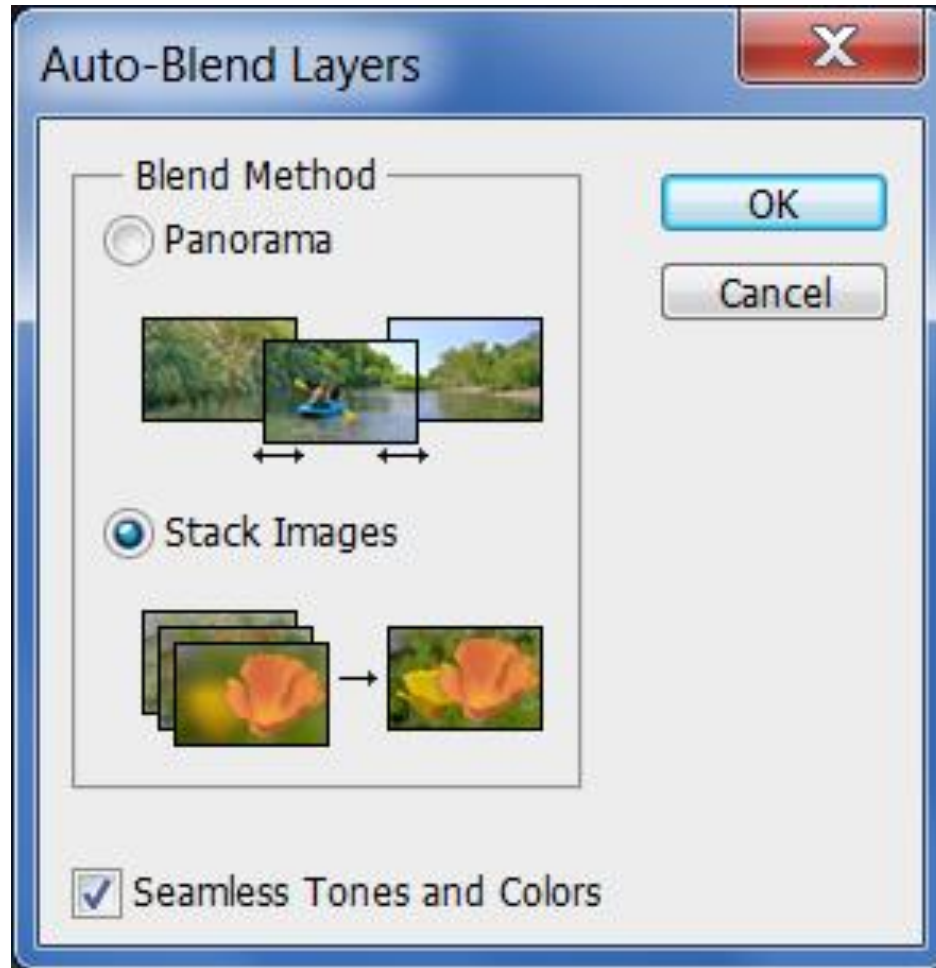 Auto-Blend Layers
Blend Method
Panorama
OK
Cancel
Stack Images
Seamless Tones and Colors